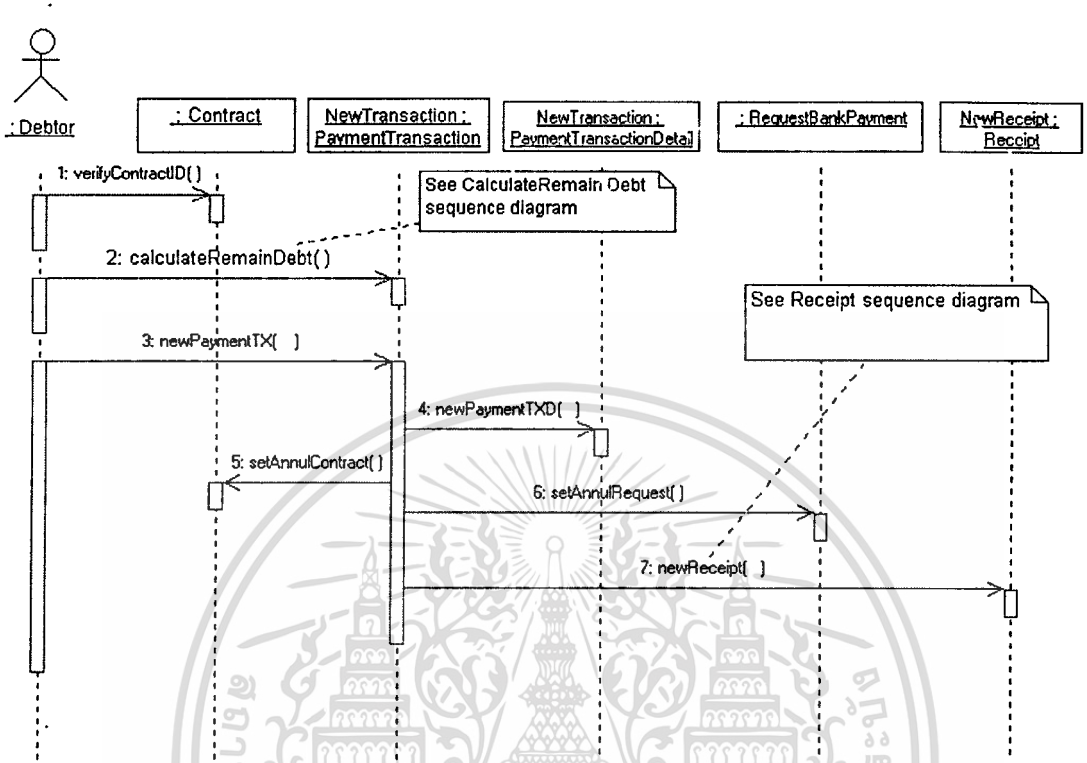 : Debtor
: Contract
NewTransaction :
PaymentTransaction
NewTransaction :
PaymentTransactionDetail
: RequestBankPayment
NewReceipt :
Receipt
1: verifyContractID( )
See CalculateRemain Debt
sequence diagram
2: calculateRemainDebt( )
See Receipt sequence diagram
3: newPaymentTX( )
4: newPaymentTXD( )
5: setAnnulContract( )
6: setAnnulRequest( )
7: newReceipt( )